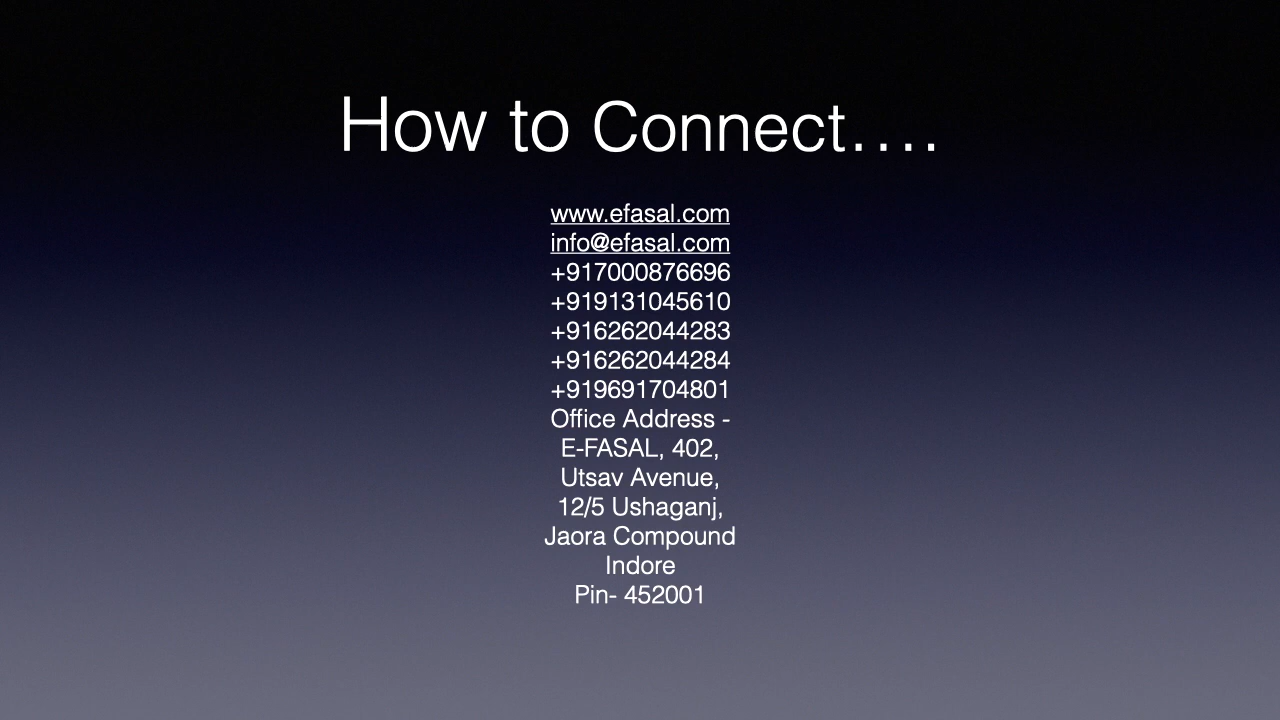 How to Connect....
www.efasal.com
info@efasal.com
+917000876696
+919131045610
+916262044283
+916262044284
+919691704801
Office Address -
E-FASAL, 402,
Utsav Avenue,
12/5 Ushaganj,
Jaora Compound
Indore
Pin- 452001